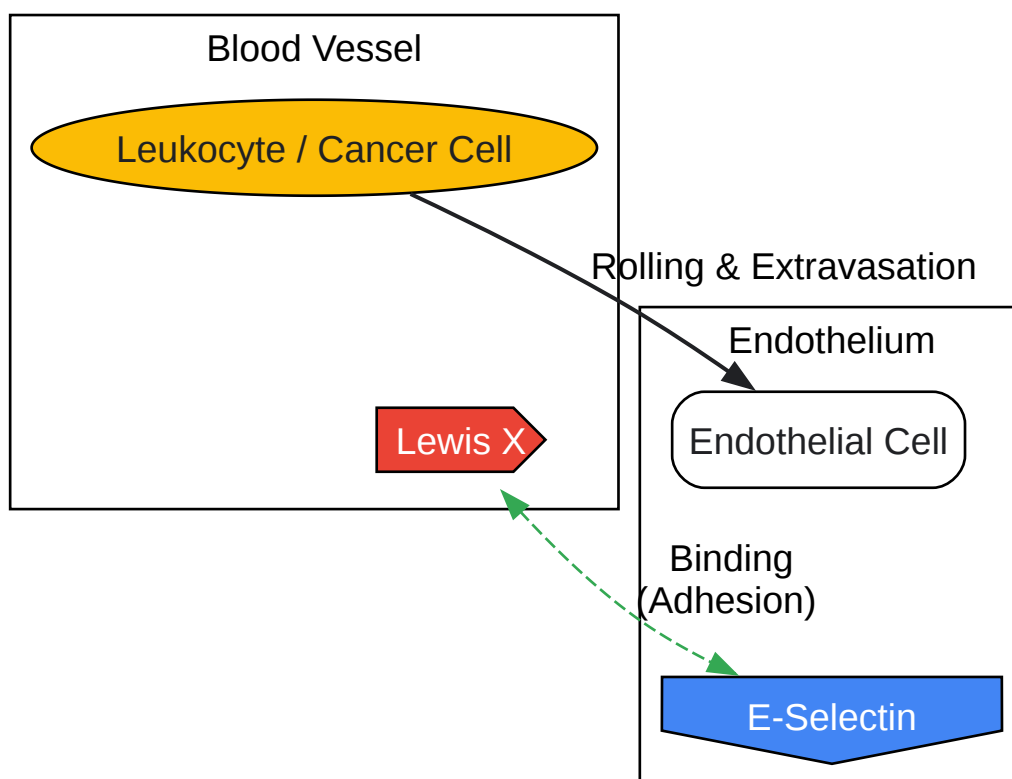 Blood Vessel
Leukocyte / Cancer Cell
Rolling & Extravasation
Endothelium
Lewis X
Endothelial Cell
Binding
(Adhesion)
E-Selectin